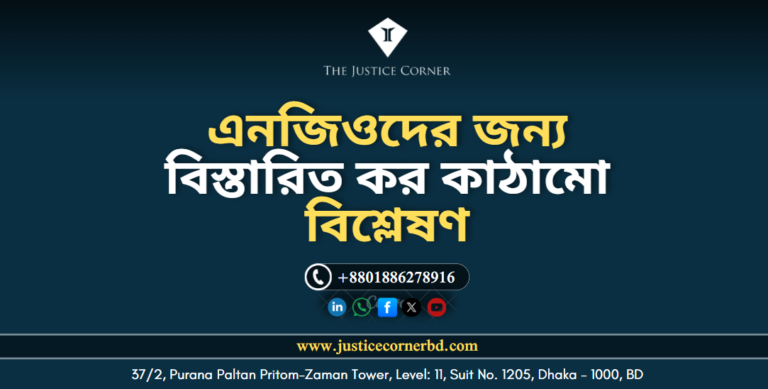 THE JUSTICE CORNER
এনজিওদের জন্য
বিস্তারিত কর কাঠামো
বিশ্লেষণ
+8801886278916
www.justicecornerbd.com
37/2, Purana Paltan Pritom-Zaman Tower, Level: 11, Suit No. 1205, Dhaka - 1000, BD